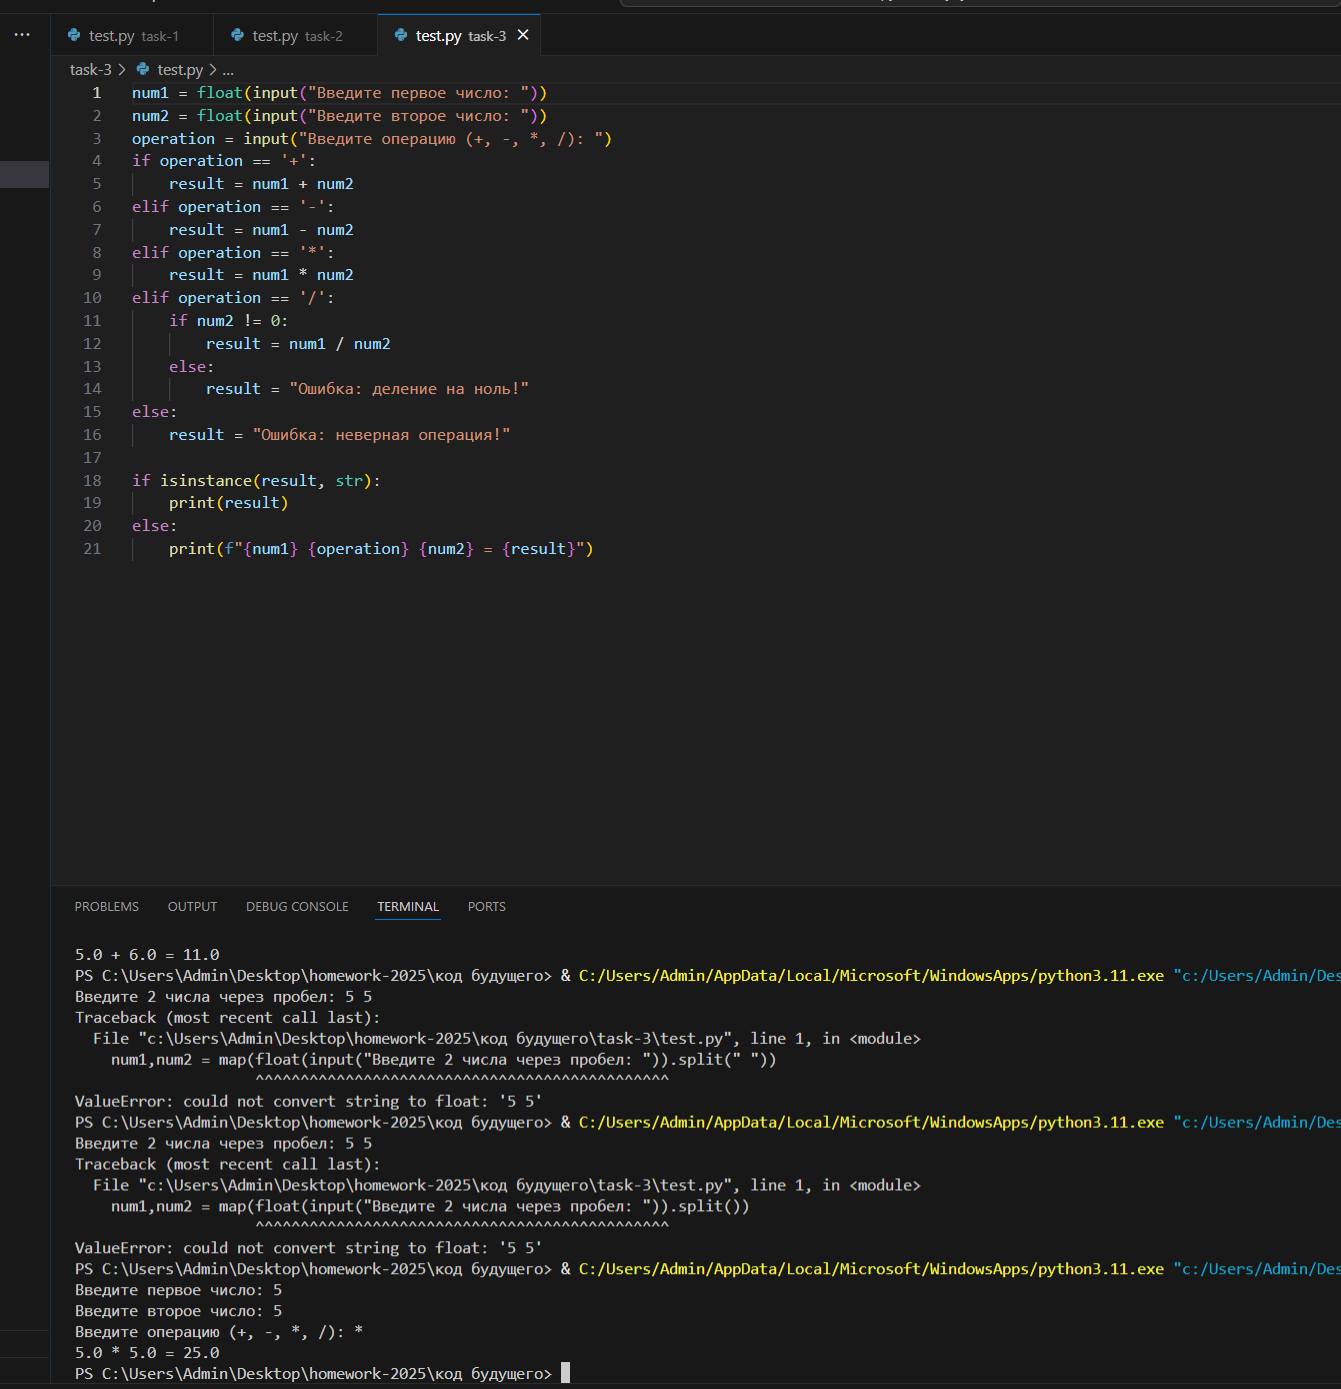 test.py task-1
test.py task-2
test.py task-3
task-3 > test.py > ...
1 num1 = float(input("Введите первое число: "))
2 num2 = float(input("Введите второе число: "))
3 operation = input("Введите операцию (+, -, *, /): ")
4 if operation == '+':
5     result = num1 + num2
6 elif operation == '-':
7     result = num1 - num2
8 elif operation == '*':
9     result = num1 * num2
10 elif operation == '/':
11     if num2 != 0:
12         result = num1 / num2
13     else:
14         result = "Ошибка: деление на ноль!"
15 else:
16     result = "Ошибка: неверная операция!"
17
18 if isinstance(result, str):
19     print(result)
20 else:
21     print(f"{num1} {operation} {num2} = {result}")
PROBLEMS OUTPUT DEBUG CONSOLE TERMINAL PORTS
5.0 + 6.0 = 11.0
PS C:\Users\Admin\Desktop\homework-2025\код будущего> & C:/Users/Admin/AppData/Local/Microsoft/WindowsApps/python3.11.exe "c:/Users/Admin/Des
Введите 2 числа через пробел: 5 5
Traceback (most recent call last):
  File "c:\Users\Admin\Desktop\homework-2025\код будущего\task-3\test.py", line 1, in <module>
    num1,num2 = map(float(input("Введите 2 числа через пробел: ")).split(" "))
                    ^^^^^^^^^^^^^^^^^^^^^^^^^^^^^^^^^^^^^^^^^^^^^^
ValueError: could not convert string to float: '5 5'
PS C:\Users\Admin\Desktop\homework-2025\код будущего> & C:/Users/Admin/AppData/Local/Microsoft/WindowsApps/python3.11.exe "c:/Users/Admin/Des
Введите 2 числа через пробел: 5 5
Traceback (most recent call last):
  File "c:\Users\Admin\Desktop\homework-2025\код будущего\task-3\test.py", line 1, in <module>
    num1,num2 = map(float(input("Введите 2 числа через пробел: ")).split())
                    ^^^^^^^^^^^^^^^^^^^^^^^^^^^^^^^^^^^^^^^^^^^^^^
ValueError: could not convert string to float: '5 5'
PS C:\Users\Admin\Desktop\homework-2025\код будущего> & C:/Users/Admin/AppData/Local/Microsoft/WindowsApps/python3.11.exe "c:/Users/Admin/Des
Введите первое число: 5
Введите второе число: 5
Введите операцию (+, -, *, /): *
5.0 * 5.0 = 25.0
PS C:\Users\Admin\Desktop\homework-2025\код будущего>